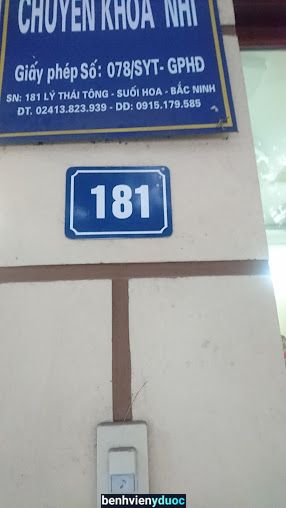 CHUYÊN KHOA NHI
Giấy phép Số: 078/SYT- GPHĐ
SN: 181 LÝ THÁI TÔNG - SUỐI HOA - BẮC NINH
ĐT. 02413.823.939 - DĐ: 0915.179.585
181
benhvienyduoc